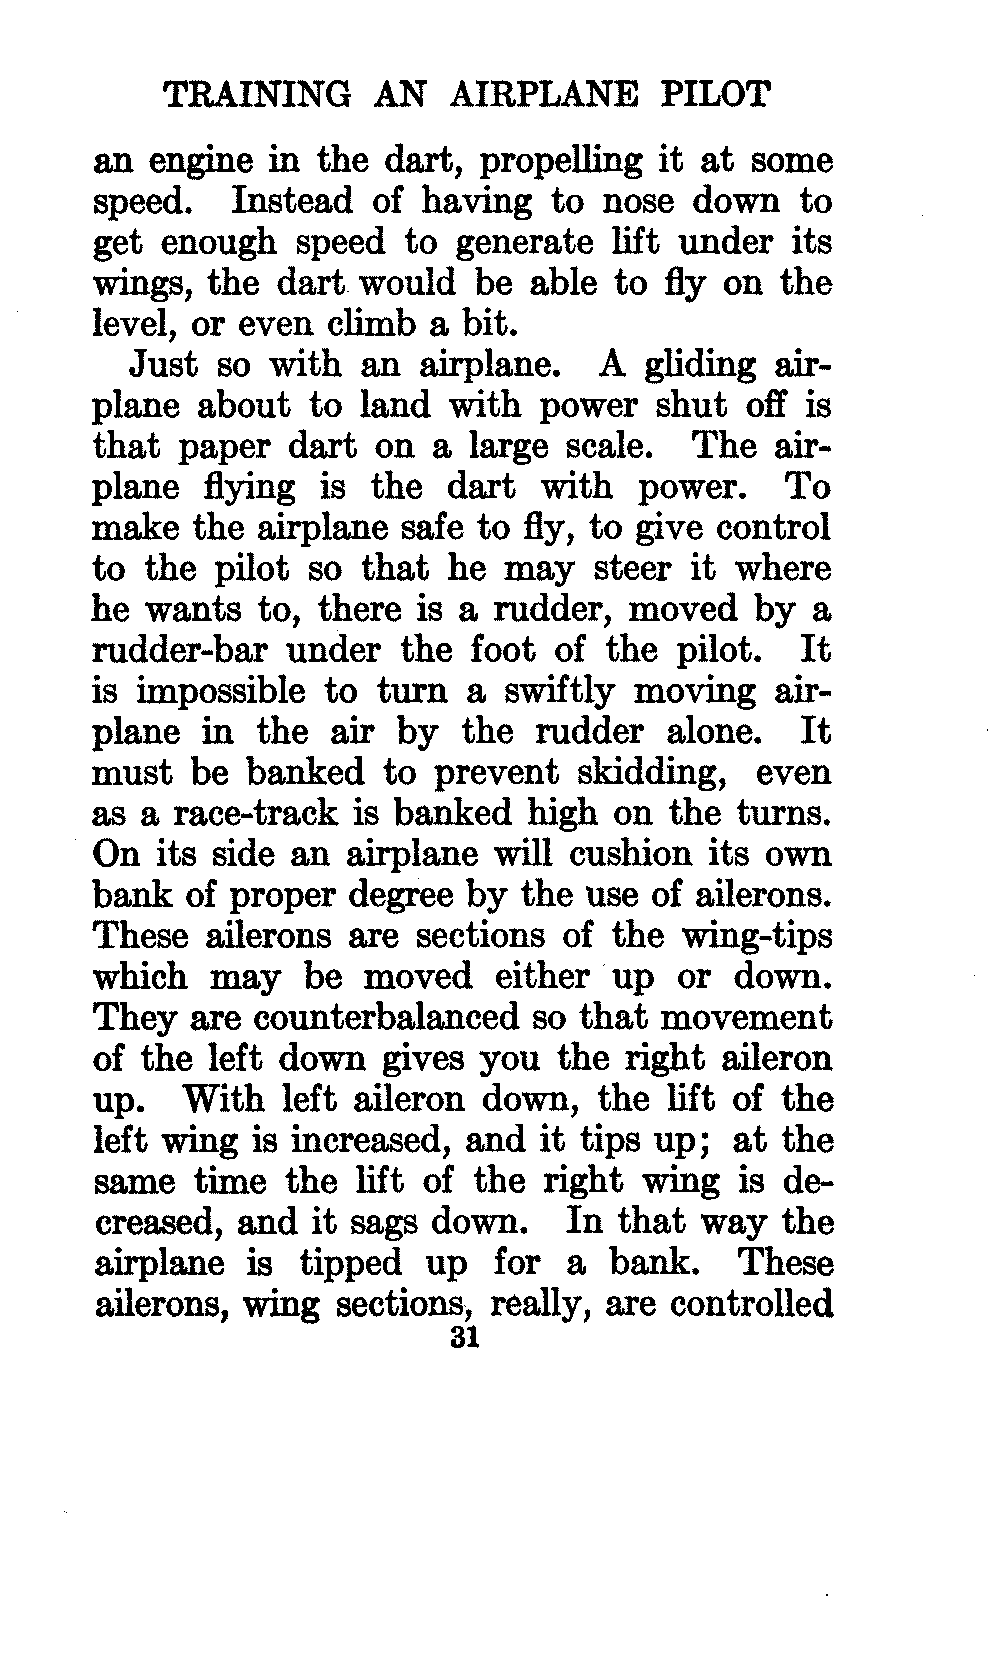 TRAINING AN AIRPLANE PILOT
an engine in the dart, propelling it at some
speed. Instead of having to nose down to
get enough speed to generate lift under its
wings, the dart would be able to fly on the
level, or even climb a bit.
Just so with an airplane. A gliding air-
plane about to land with power shut off is
that paper dart on a large scale. The air-
plane flying is the dart with power. To
make the airplane safe to fly, to give control
to the pilot so that he may steer it where
he wants to, there is a rudder, moved by a
rudder-bar under the foot of the pilot. It
is impossible to turn a swiftly moving air-
plane in the air by the rudder alone. It
must be banked to prevent skidding, even
as a race-track is banked high on the turns.
On its side an airplane will cushion its own
bank of proper degree by the use of ailerons.
These ailerons are sections of the wing-tips
which may be moved either up or down.
They are counterbalanced so that movement
of the left down gives you the right aileron
up. With left aileron down, the lift of the
left wing is increased, and it tips up; at the
same time the lift of the right wing is de-
creased, and it sags down. In that way the
airplane is tipped up for a bank. These
ailerons, wing sections, really, are controlled
31